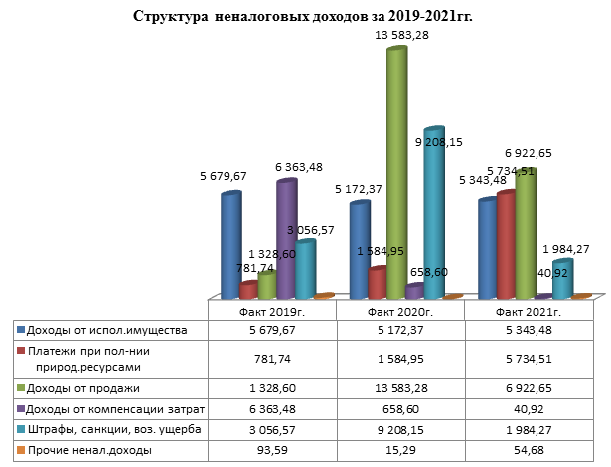 Структура неналоговых доходов за 2019-2021гг.
13 583,28
9 208,15
6 922,65
5 679,67
6 363,48
5 172,37
5 343,48
5 734,51
3 056,57
1 328,60
781,74
1 584,95
658,60
1 984,27
40,92
Факт 2019г. Факт 2020г. Факт 2021г.
Доходы от испол.имущества 5 679,67 5 172,37 5 343,48
Платежи при пол-нии
природ.ресурсами 781,74 1 584,95 5 734,51
Доходы от продажи 1 328,60 13 583,28 6 922,65
Доходы от компенсации затрат 6 363,48 658,60 40,92
Штрафы, санкции, воз. ущерба 3 056,57 9 208,15 1 984,27
Прочие ненал.доходы 93,59 15,29 54,68